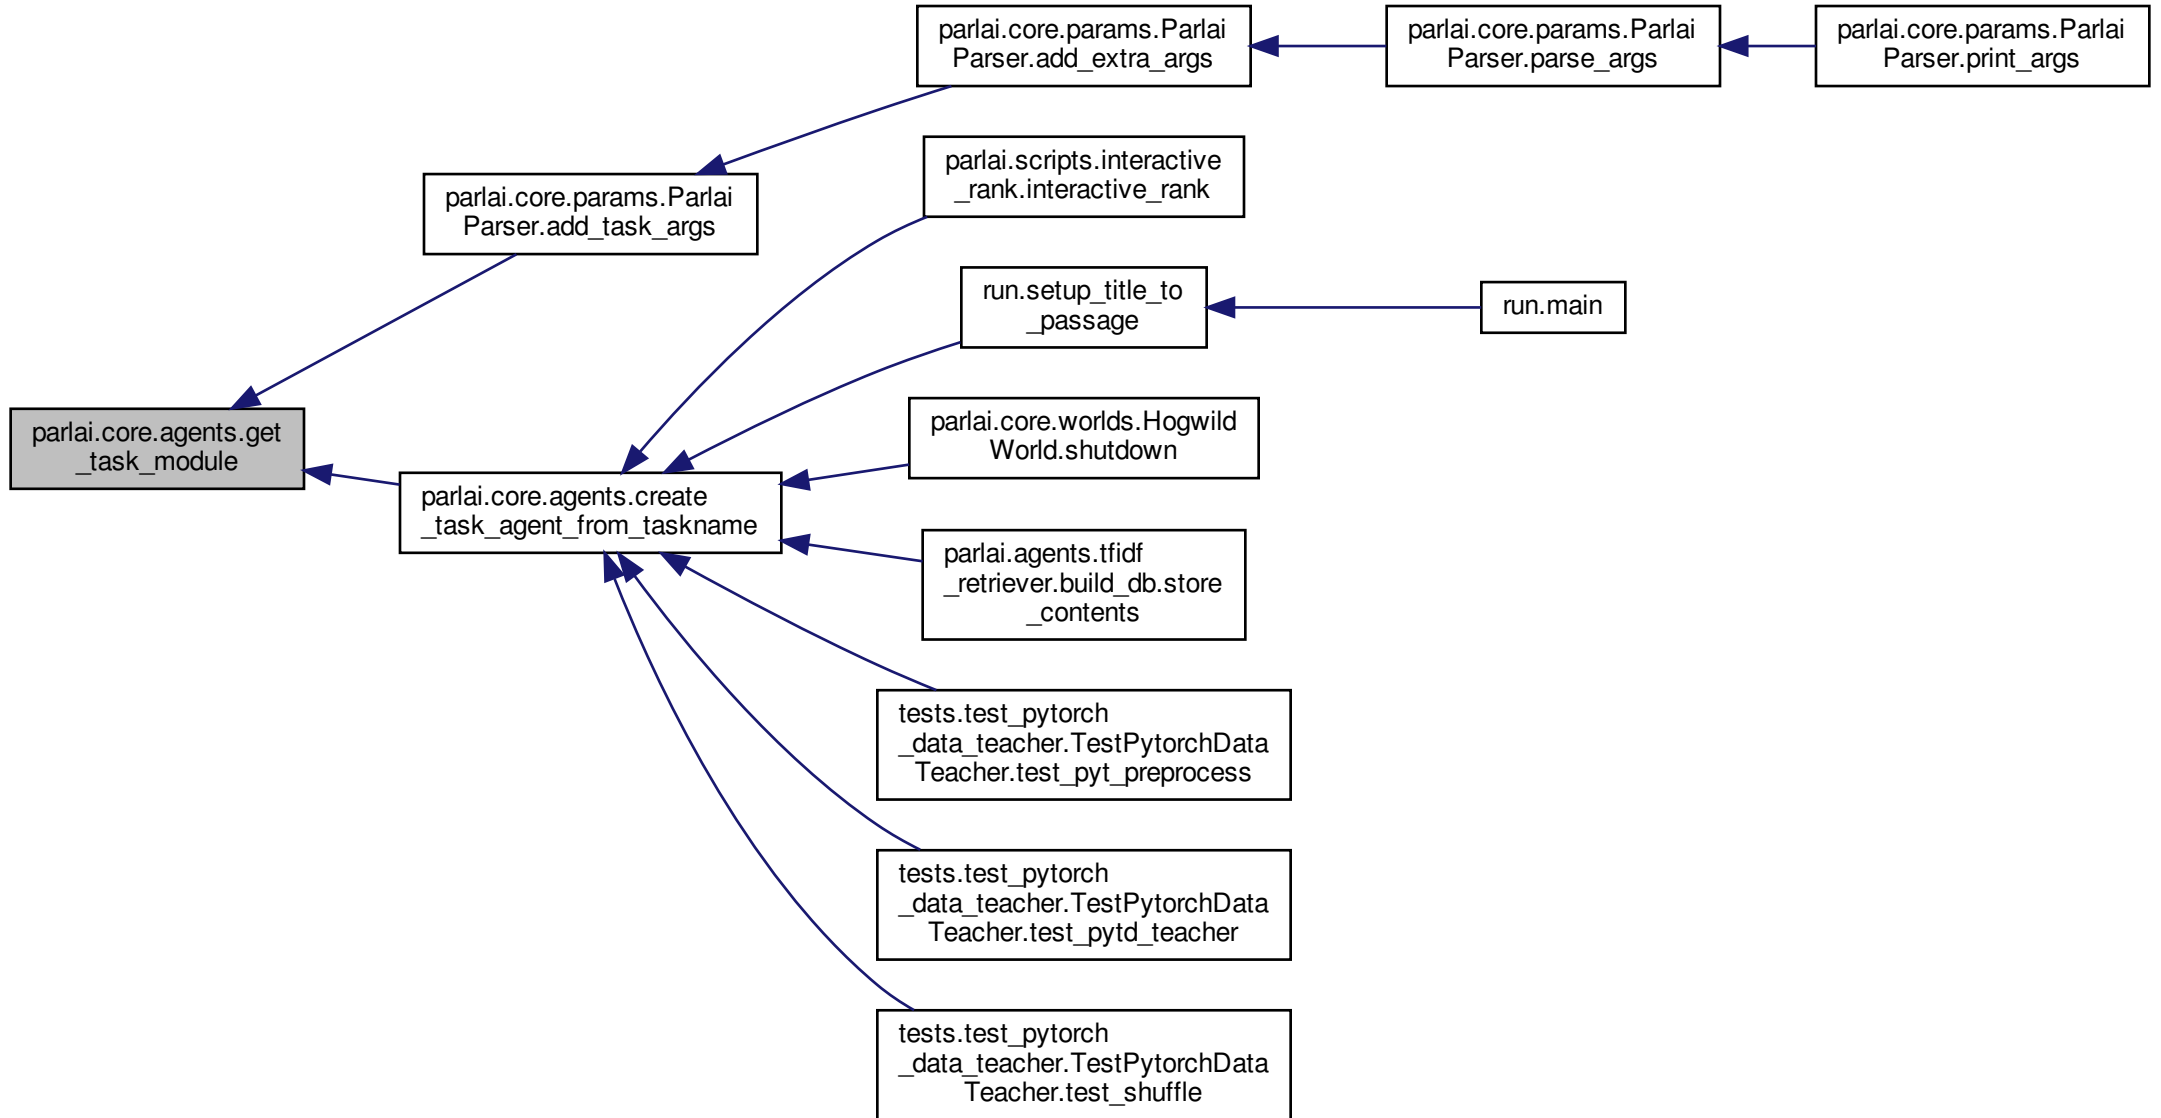 parlai.core.params.Parlai
Parser.add_extra_args
parlai.core.params.Parlai
Parser.parse_args
parlai.core.params.Parlai
Parser.print_args
parlai.scripts.interactive
_rank.interactive_rank
parlai.core.params.Parlai
Parser.add_task_args
run.setup_title_to
_passage
run.main
parlai.core.agents.get
_task_module
parlai.core.worlds.Hogwild
World.shutdown
parlai.core.agents.create
_task_agent_from_taskname
parlai.agents.tfidf
_retriever.build_db.store
_contents
tests.test_pytorch
_data_teacher.TestPytorchData
Teacher.test_pyt_preprocess
tests.test_pytorch
_data_teacher.TestPytorchData
Teacher.test_pytd_teacher
tests.test_pytorch
_data_teacher.TestPytorchData
Teacher.test_shuffle